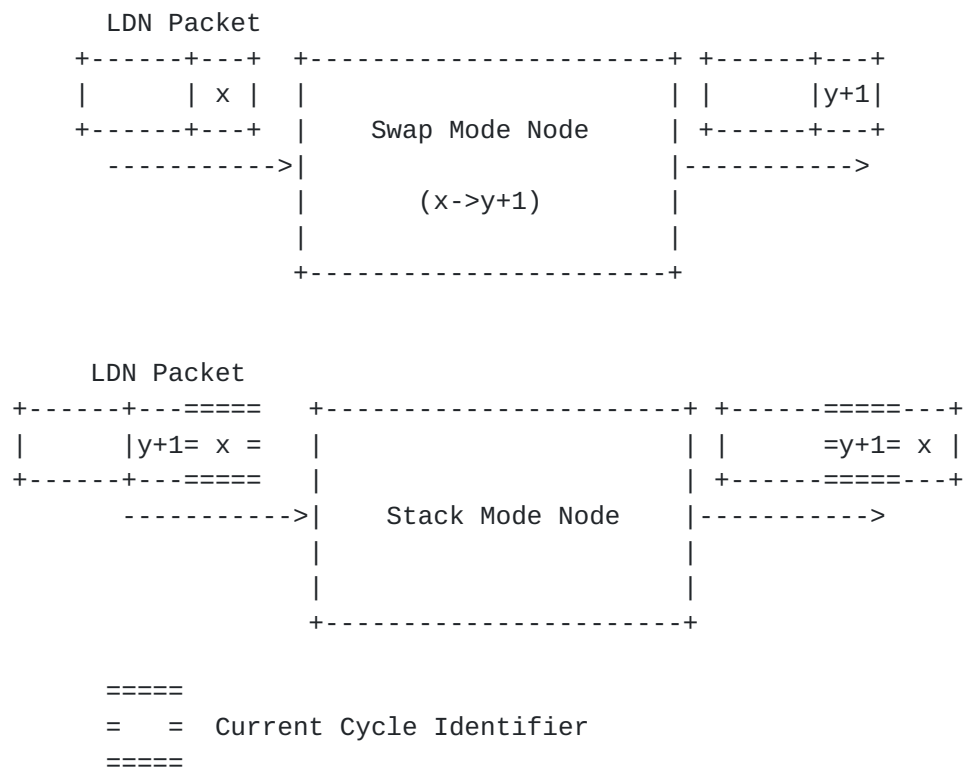 LDN Packet
    +------+---+  +-----------------------+ +------+---+
    |      | x |  |                       | |      |y+1|
    +------+---+  |    Swap Mode Node     | +------+---+
      ----------->|                       |----------->
                  |       (x->y+1)        |
                  |                       |
                  +-----------------------+
     LDN Packet
+------+---=====   +-----------------------+ +------=====---+
|      |y+1= x =   |                       | |      =y+1= x |
+------+---=====   |                       | +------=====---+
       ----------->|    Stack Mode Node    |----------->
                   |                       |
                   |                       |
                   +-----------------------+
      =====
      =   =  Current Cycle Identifier
      =====